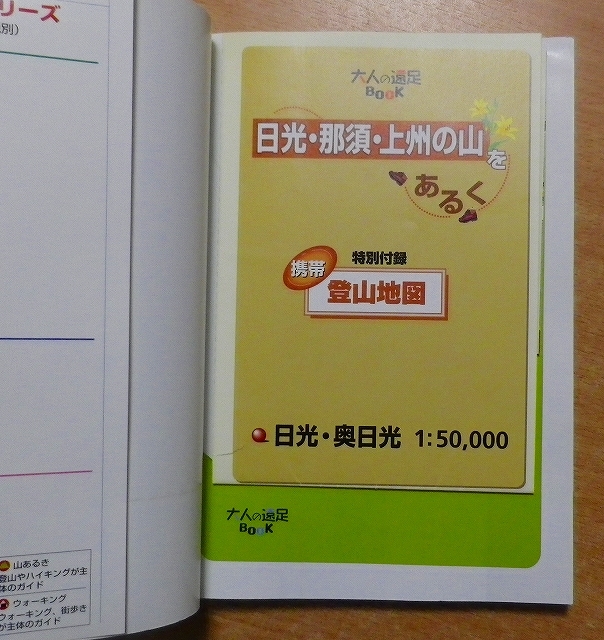 リーズ
別)
大人の遠足
BOOK
日光・那須・上州の山を
あるく
特別付録
携帯
登山地図
日光・奥日光 1:50,000
大人の遠足
BOOK
山あるき
登山やハイキングが主
体のガイド
ウォーキング
ウォーキング、街歩き
が主体のガイド